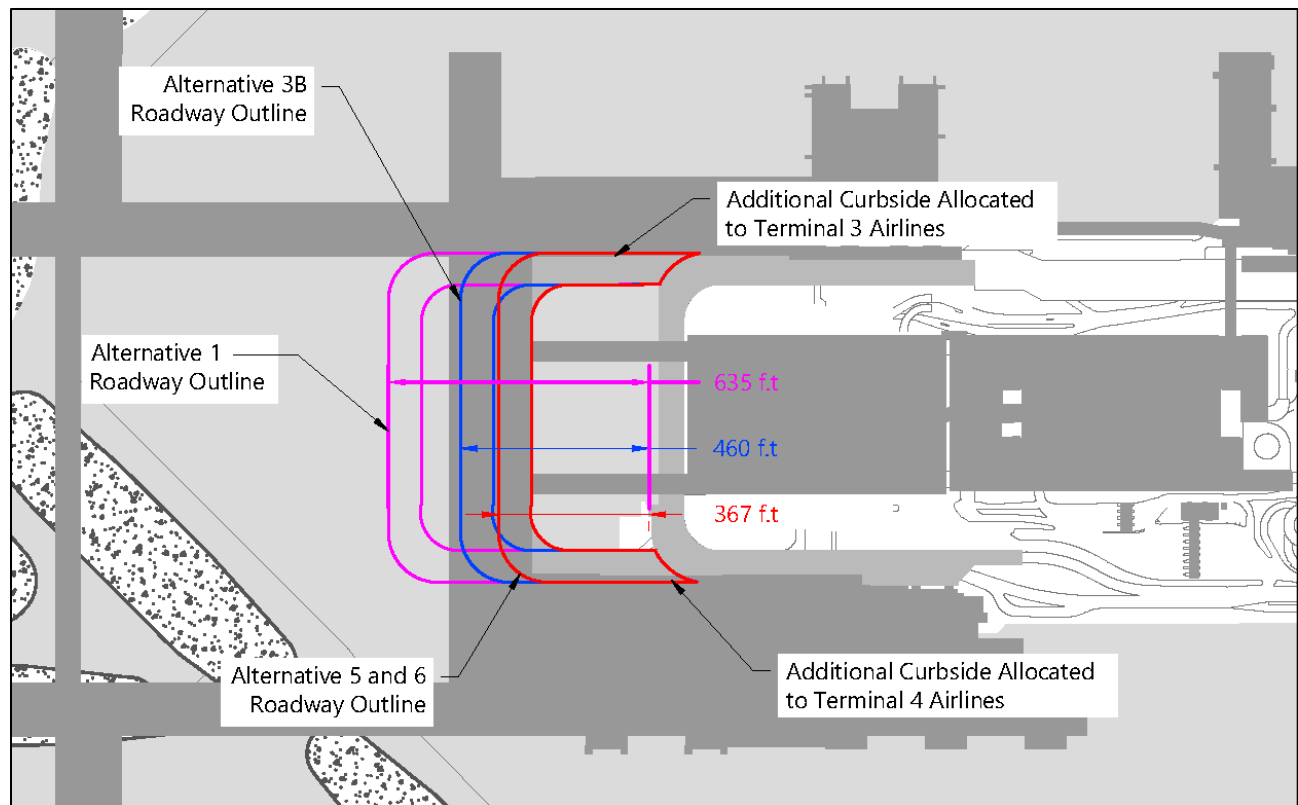 Alternative 3B
Roadway Outline
Additional Curbside Allocated
to Terminal 3 Airlines
Alternative 1
Roadway Outline
635 f.t
460 f.t
367 f.t
Alternative 5 and 6
Roadway Outline
Additional Curbside Allocated
to Terminal 4 Airlines